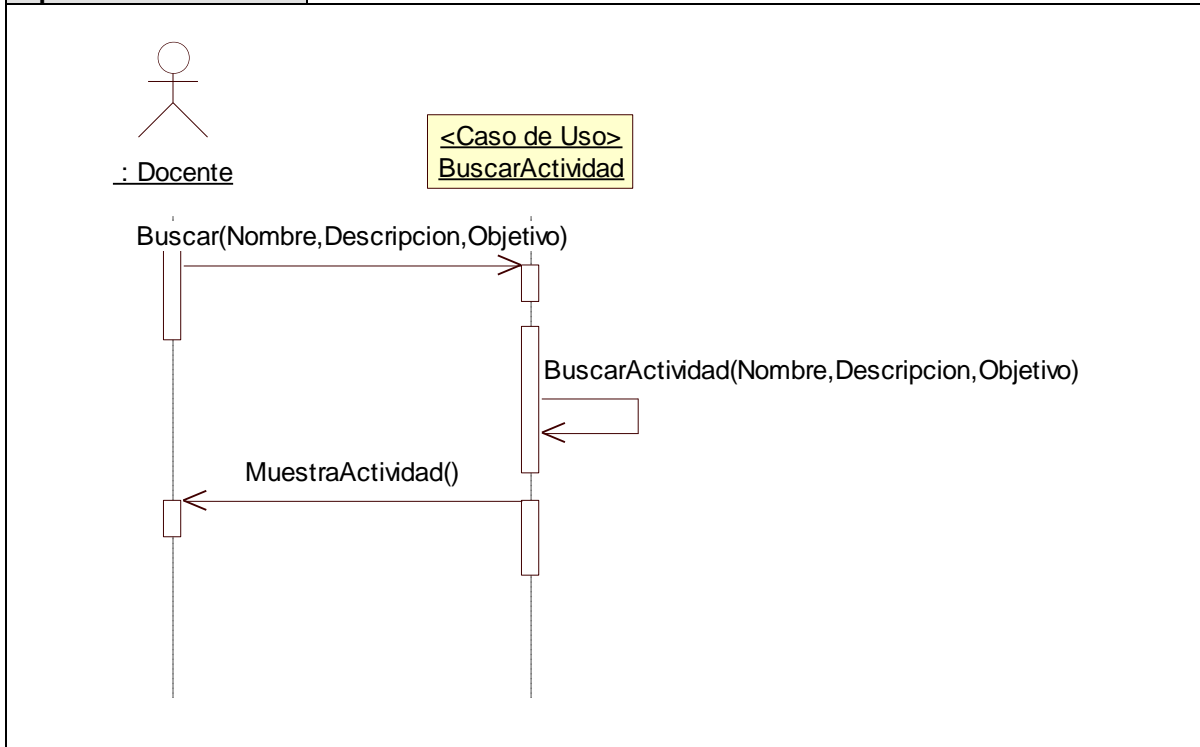 : Docente
<Caso de Uso>
BuscarActividad
Buscar(Nombre,Descripcion,Objetivo)
BuscarActividad(Nombre,Descripcion,Objetivo)
MuestraActividad()